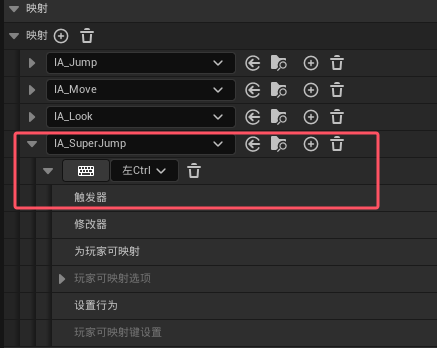 映射
映射
IA_Jump
IA_Move
IA_Look
IA_SuperJump
左Ctrl
触发器
修改器
为玩家可映射
玩家可映射选项
设置行为
玩家可映射键设置